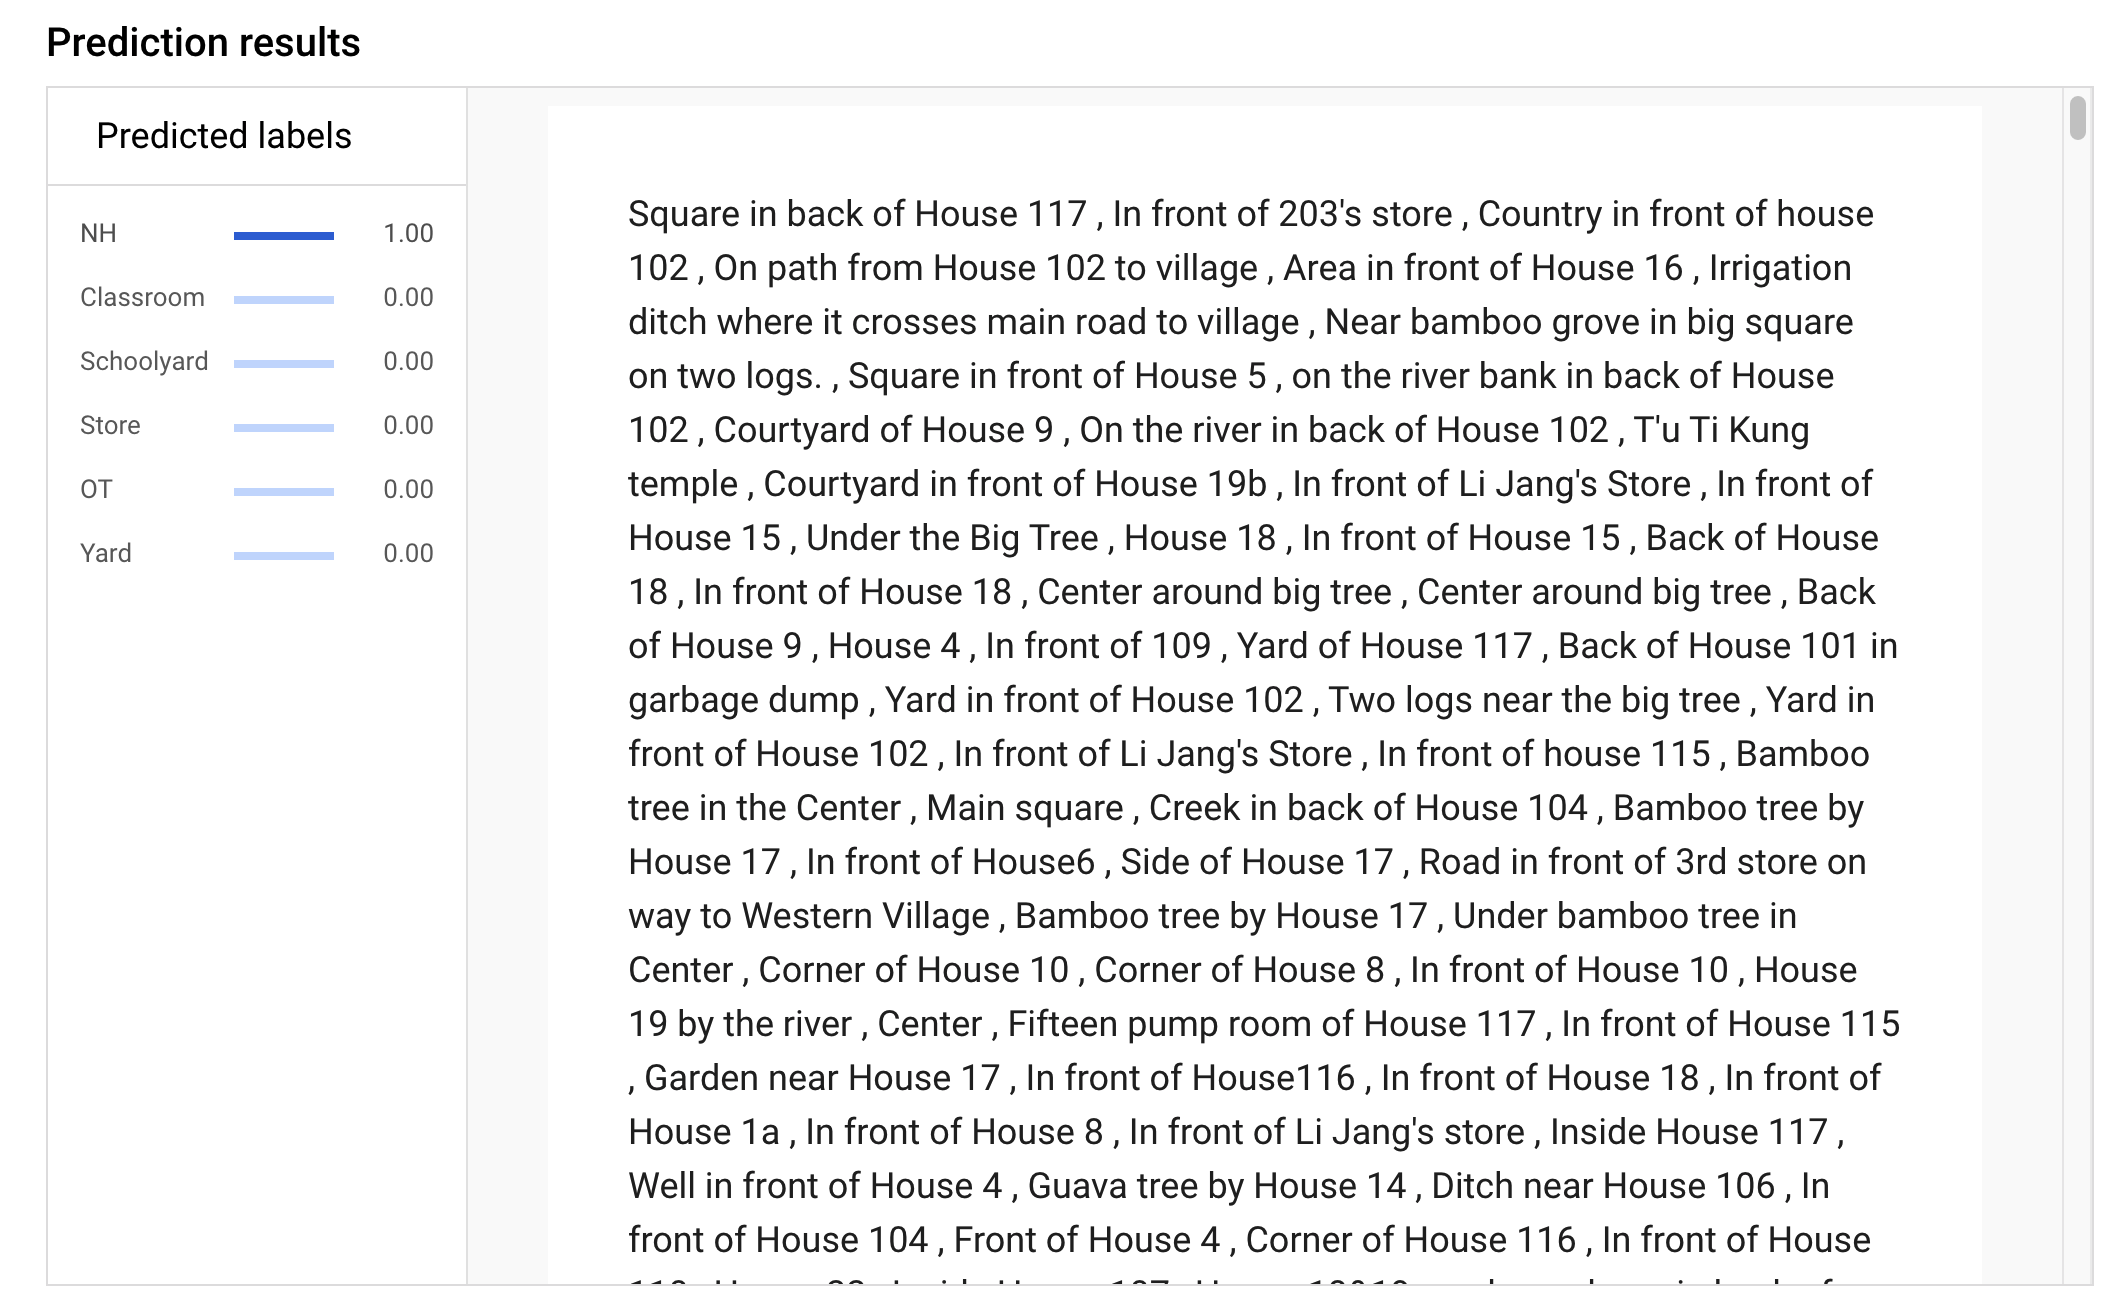 Prediction results
Predicted labels
NH 1.00
Classroom 0.00
Schoolyard 0.00
Store 0.00
OT 0.00
Yard 0.00
Square in back of House 117 , In front of 203's store , Country in front of house
102 , On path from House 102 to village , Area in front of House 16 , Irrigation
ditch where it crosses main road to village , Near bamboo grove in big square
on two logs. , Square in front of House 5 , on the river bank in back of House
102 , Courtyard of House 9 , On the river in back of House 102 , T'u Ti Kung
temple , Courtyard in front of House 19b , In front of Li Jang's Store , In front of
House 15 , Under the Big Tree , House 18 , In front of House 15 , Back of House
18 , In front of House 18 , Center around big tree , Center around big tree , Back
of House 9 , House 4 , In front of 109 , Yard of House 117 , Back of House 101 in
garbage dump , Yard in front of House 102 , Two logs near the big tree , Yard in
front of House 102 , In front of Li Jang's Store , In front of house 115 , Bamboo
tree in the Center , Main square , Creek in back of House 104 , Bamboo tree by
House 17 , In front of House6 , Side of House 17 , Road in front of 3rd store on
way to Western Village , Bamboo tree by House 17 , Under bamboo tree in
Center , Corner of House 10 , Corner of House 8 , In front of House 10 , House
19 by the river , Center , Fifteen pump room of House 117 , In front of House 115
, Garden near House 17 , In front of House116 , In front of House 18 , In front of
House 1a , In front of House 8 , In front of Li Jang's store , Inside House 117 ,
Well in front of House 4 , Guava tree by House 14 , Ditch near House 106 , In
front of House 104 , Front of House 4 , Corner of House 116 , In front of House